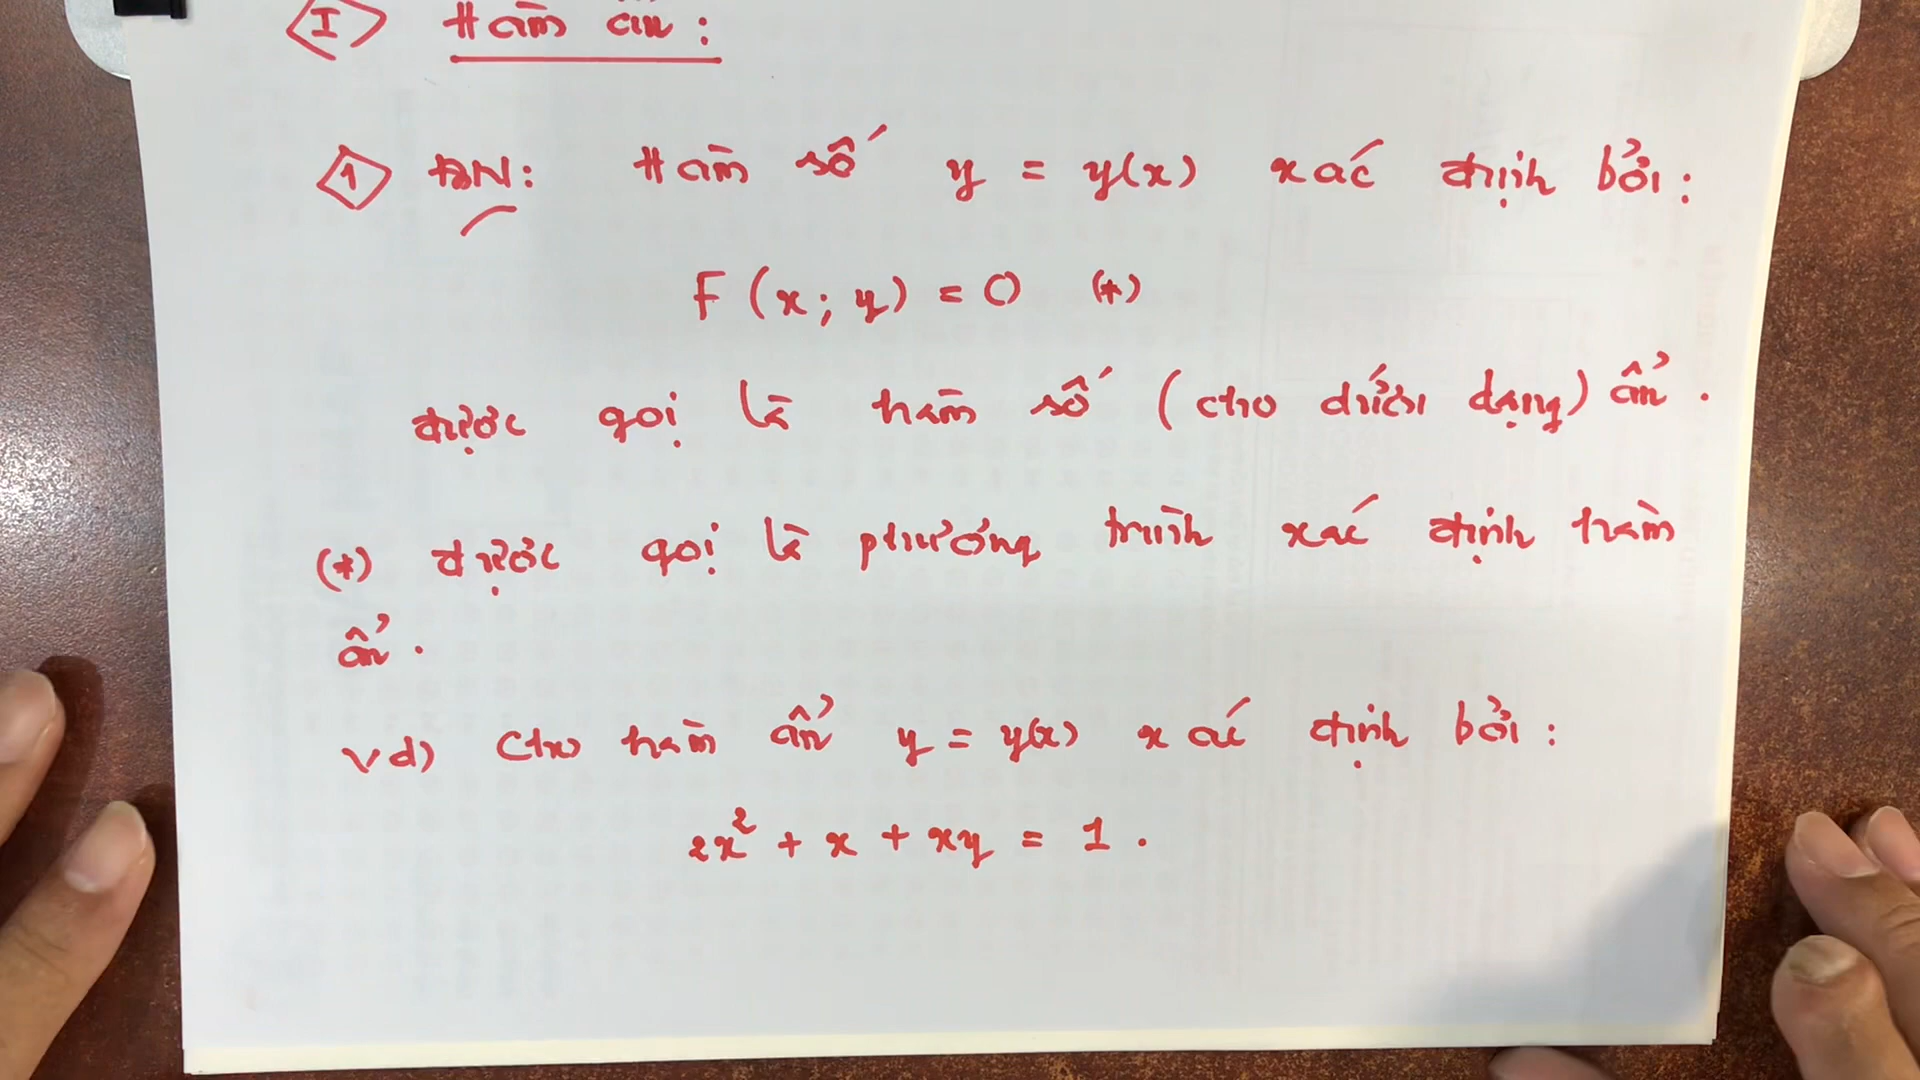 I Hàm ẩn:
1 ĐN: Hàm số y = y(x) xác định bởi:
F(x; y) = 0 (*)
được gọi là hàm số (cho dưới dạng) ẩn.
(*) được gọi là phương trình xác định hàm
ẩn.
vd) Cho hàm ẩn y = y(x) xác định bởi:
2x² + x + xy = 1.